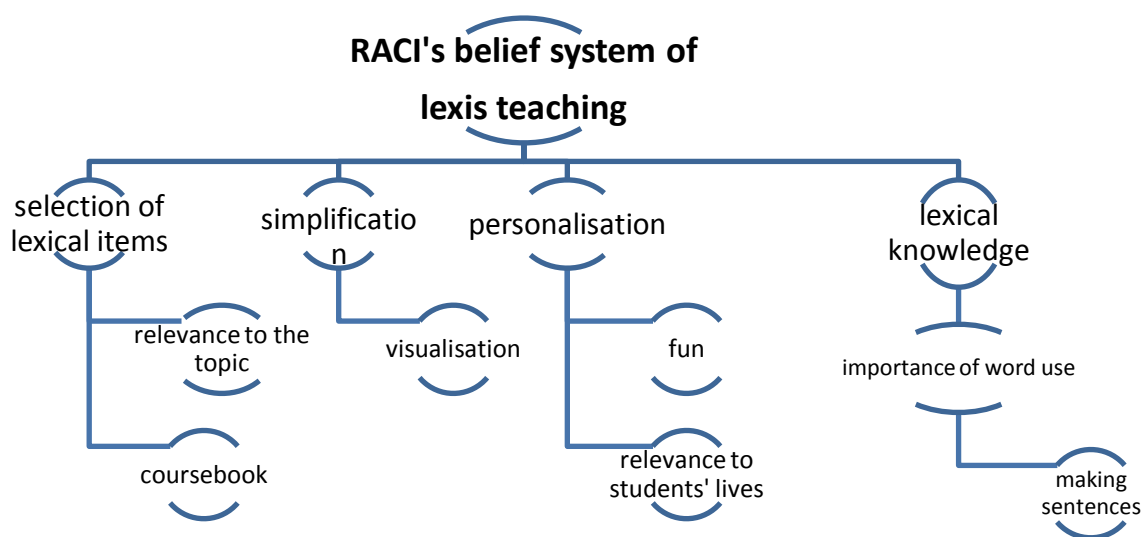 RACI's belief system of
lexis teaching
selection of
lexical items
simplificatio
n
personalisation
lexical
knowledge
relevance to the
topic
visualisation
fun
importance of word use
coursebook
relevance to
students' lives
making
sentences